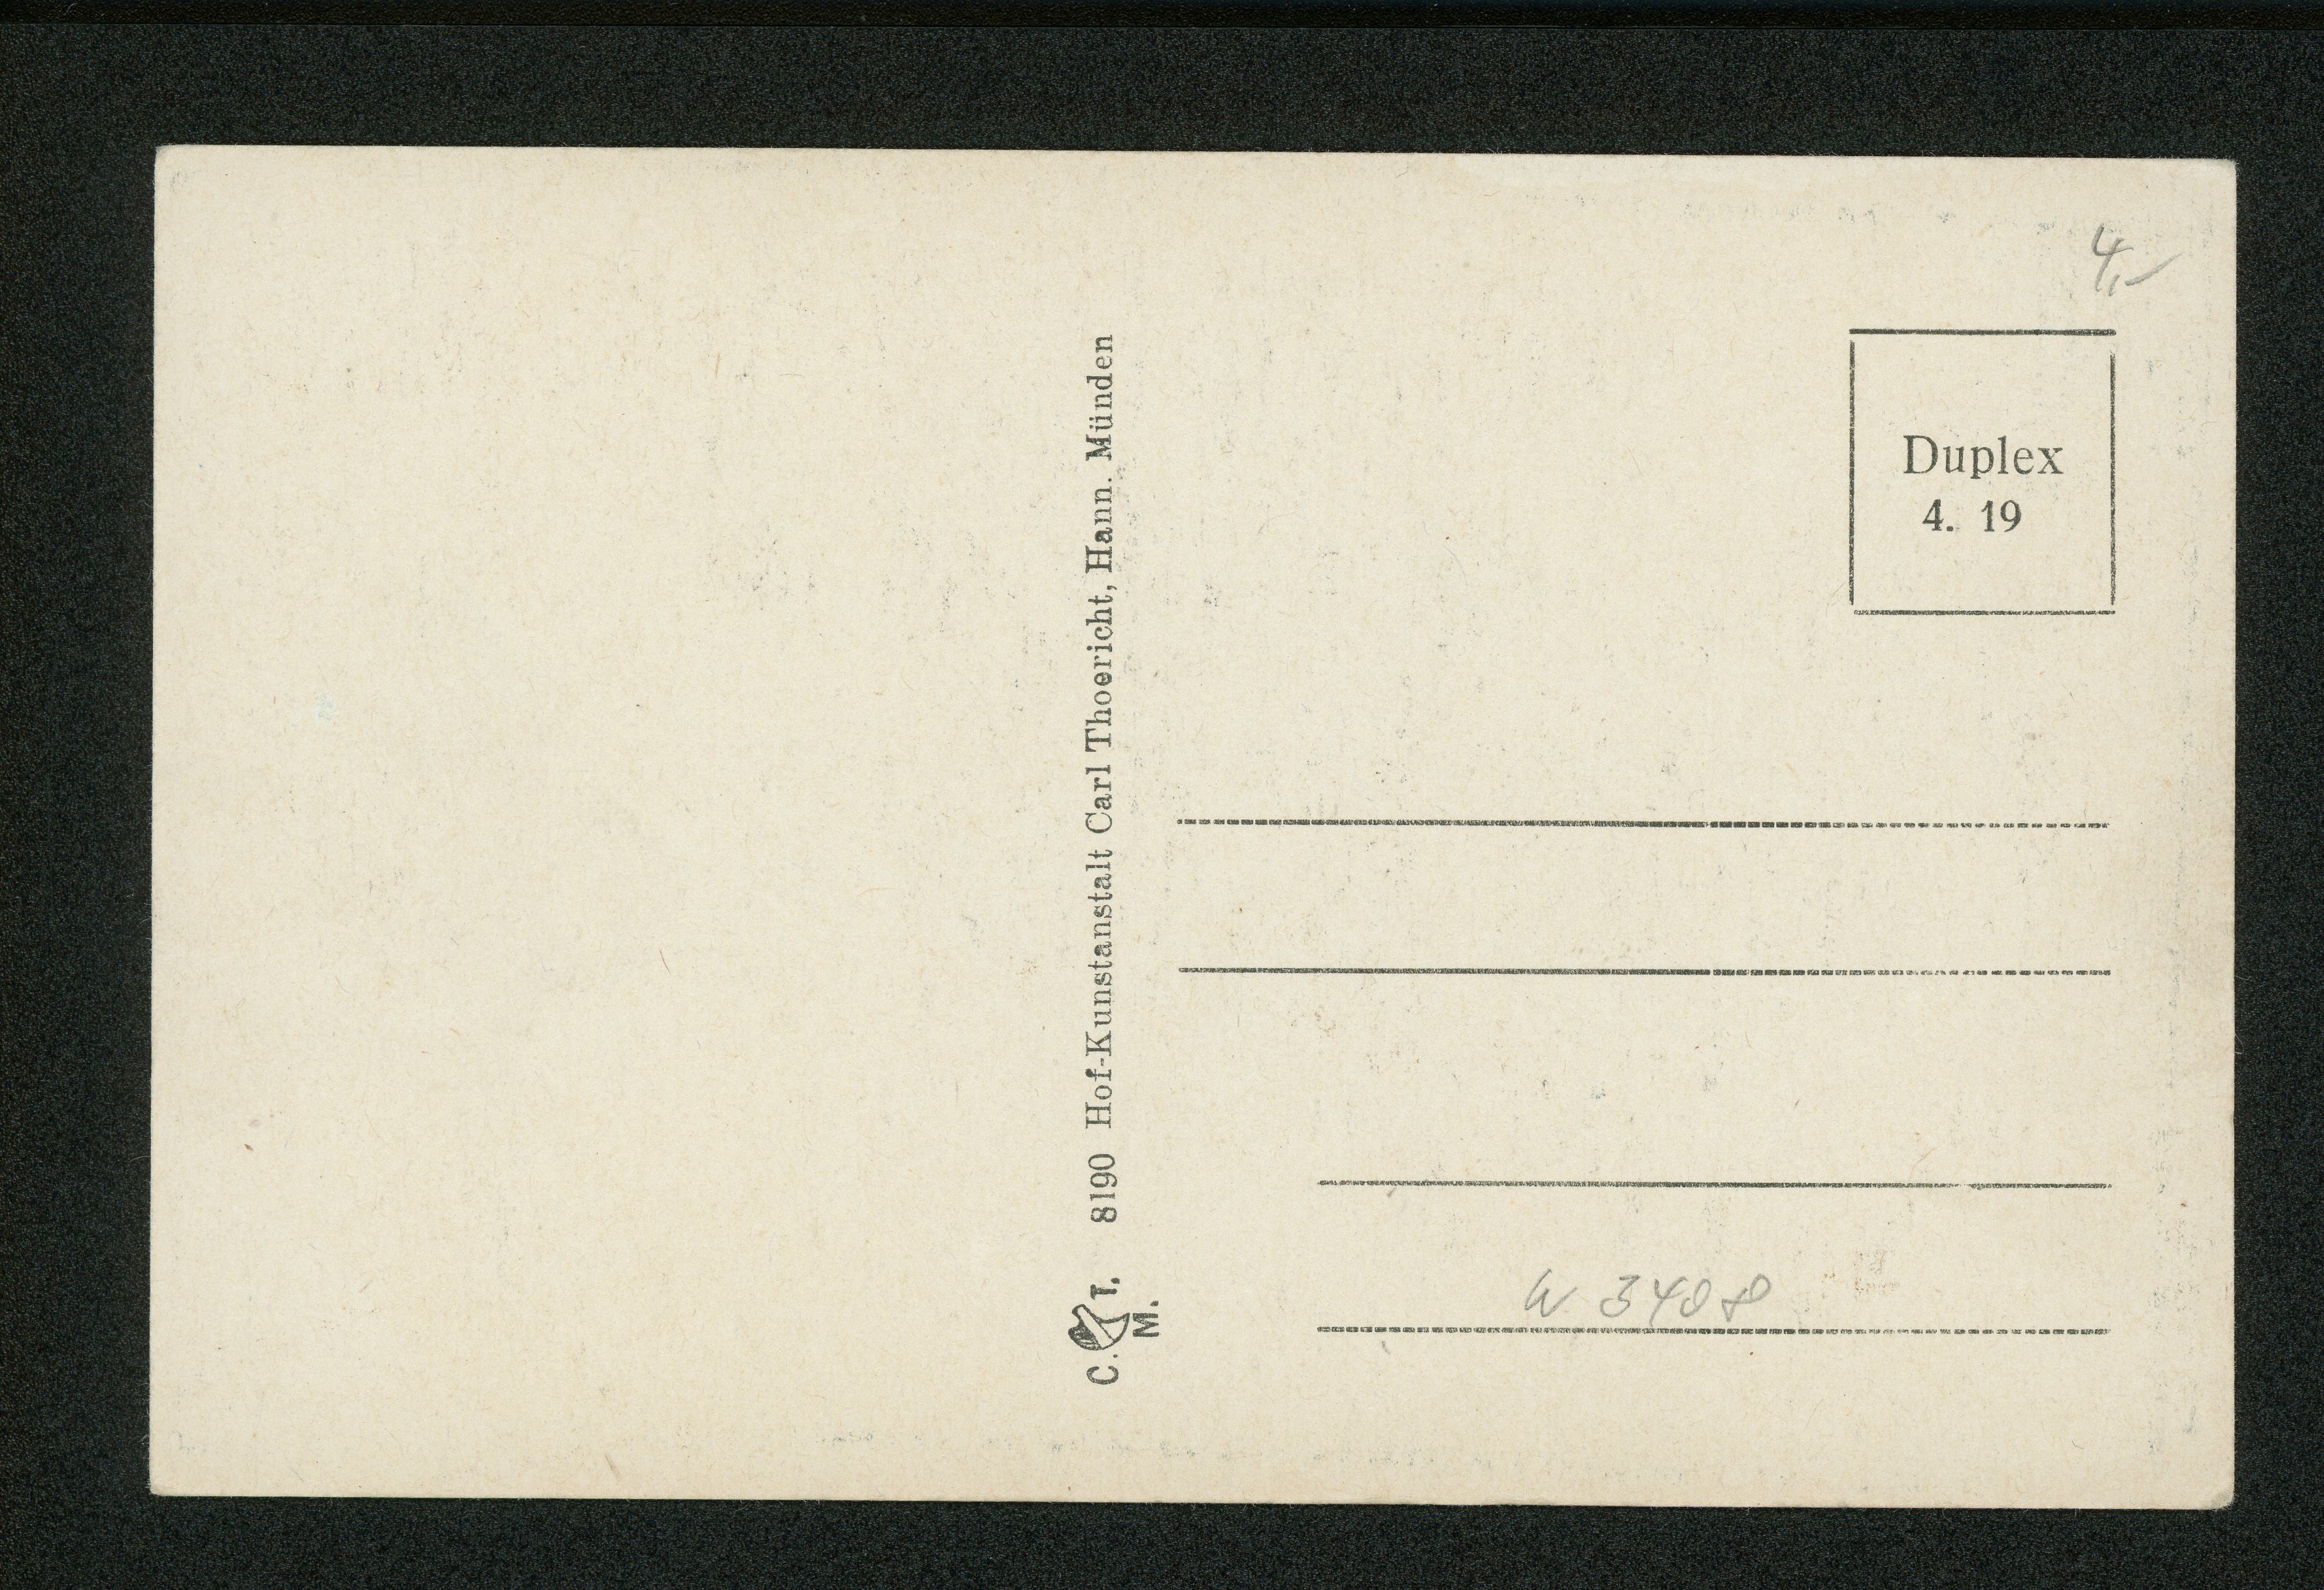 4,-
Duplex
4. 19
8190 Hof-Kunstanstalt Carl Thoericht, Hann. Münden
C. T.
M.
W 3408